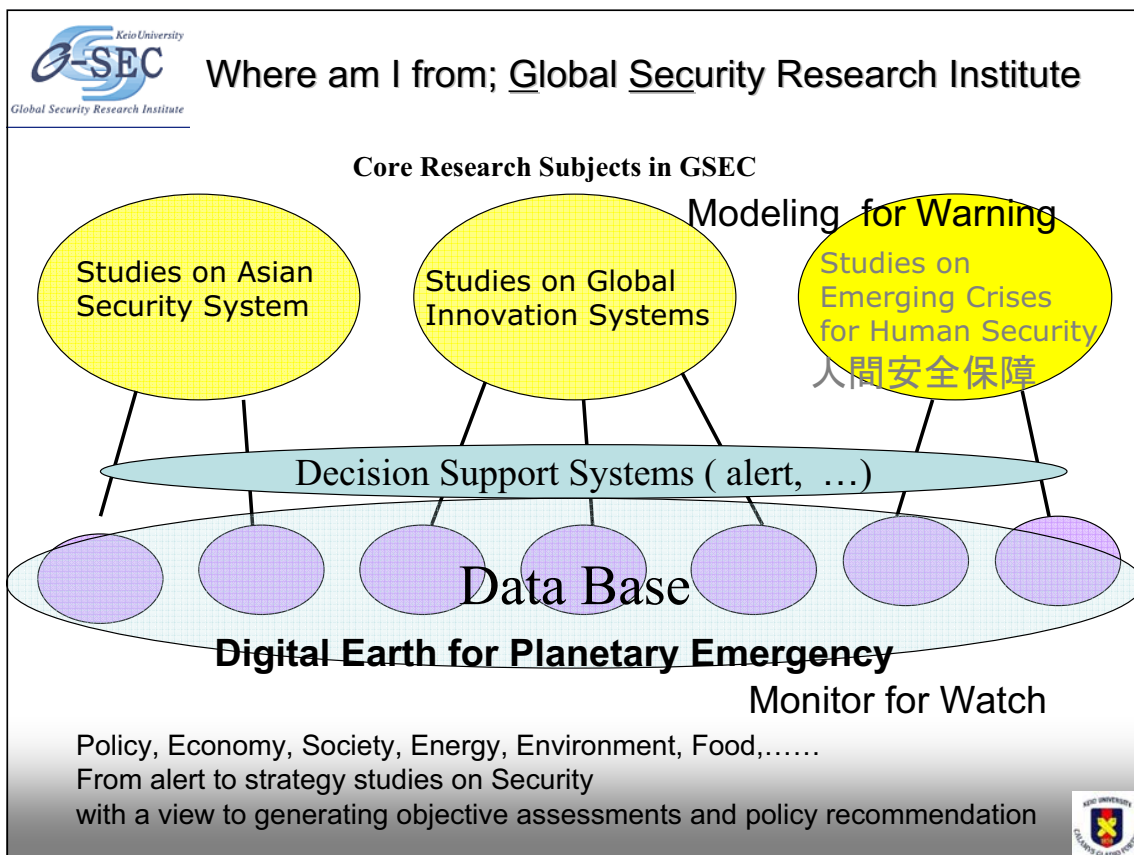 Keio University
G-SEC
Global Security Research Institute
Where am I from; Global Security Research Institute
Core Research Subjects in GSEC
Modeling for Warning
Studies on Asian
Security System
Studies on Global
Innovation Systems
Studies on
Emerging Crises
for Human Security
人間安全保障
Decision Support Systems ( alert, …)
Data Base
Digital Earth for Planetary Emergency
Monitor for Watch
Policy, Economy, Society, Energy, Environment, Food,……
From alert to strategy studies on Security
with a view to generating objective assessments and policy recommendation
KEIO UNIVERSITY